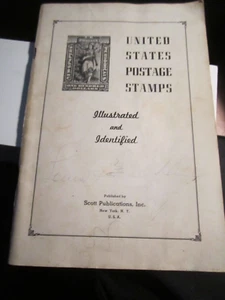 UNITED
STATES
POSTAGE
STAMPS
Illustrated
and
Identified
Published by
Scott Publications, Inc.
New York, N. Y.
U. S. A.